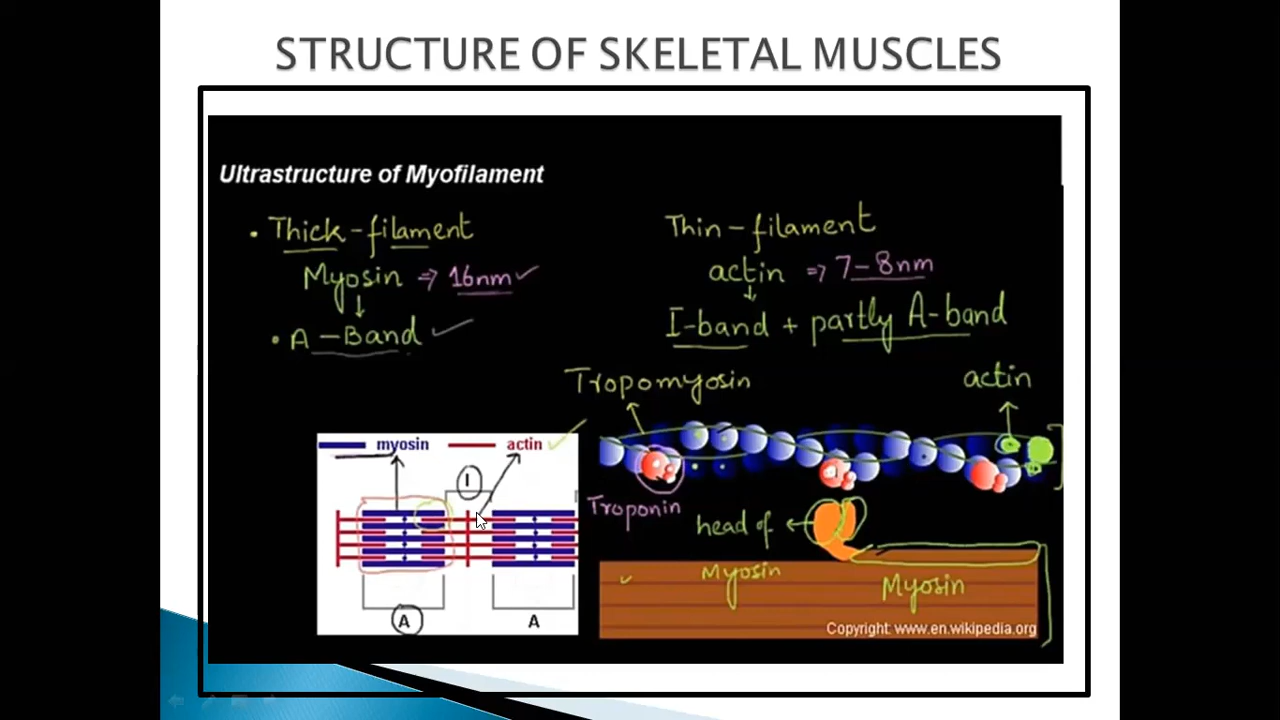 STRUCTURE OF SKELETAL MUSCLES
Ultrastructure of Myofilament
• Thick-filament
Myosin ⇒ 16nm ✓
↓
• A-Band ✓
Thin-filament
actin ⇒ 7-8nm
↓
I-band + partly A-band
Tropomyosin
actin
Troponin
head of
Myosin
Myosin
Copyright: www.en.wikipedia.org
myosin actin
I
A A